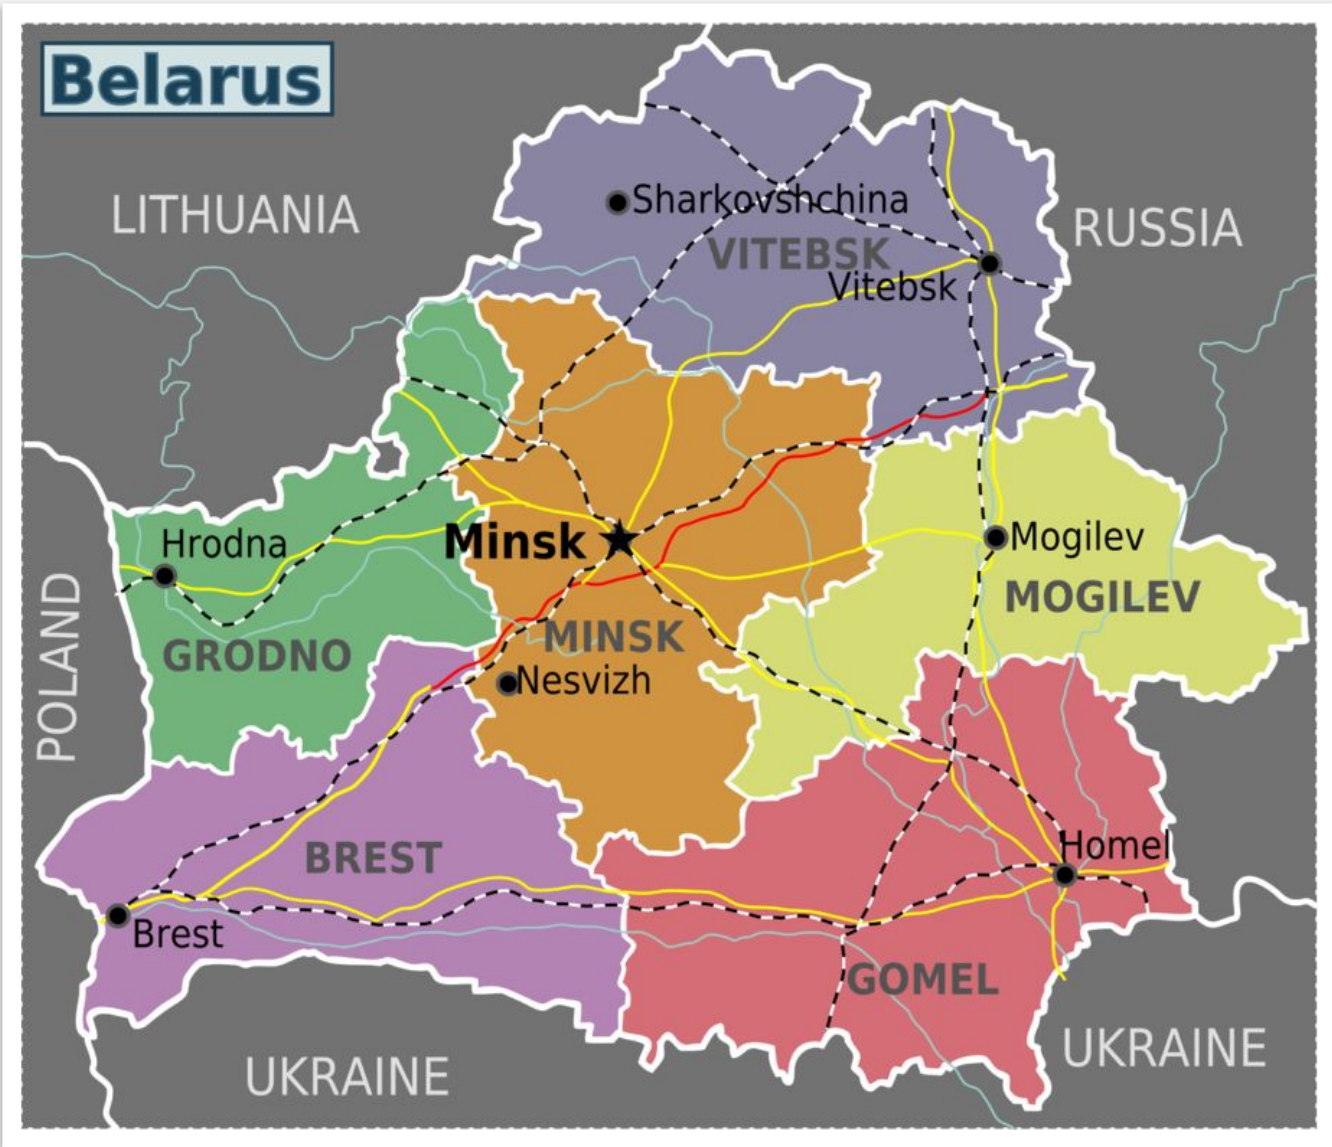 Belarus
LITHUANIA
Sharkovshchina
RUSSIA
VITEBSK
Vitebsk
Hrodna
Minsk
Mogilev
MOGILEV
POLAND
GRODNO
MINSK
Nesvizh
BREST
Homel
Brest
GOMEL
UKRAINE
UKRAINE